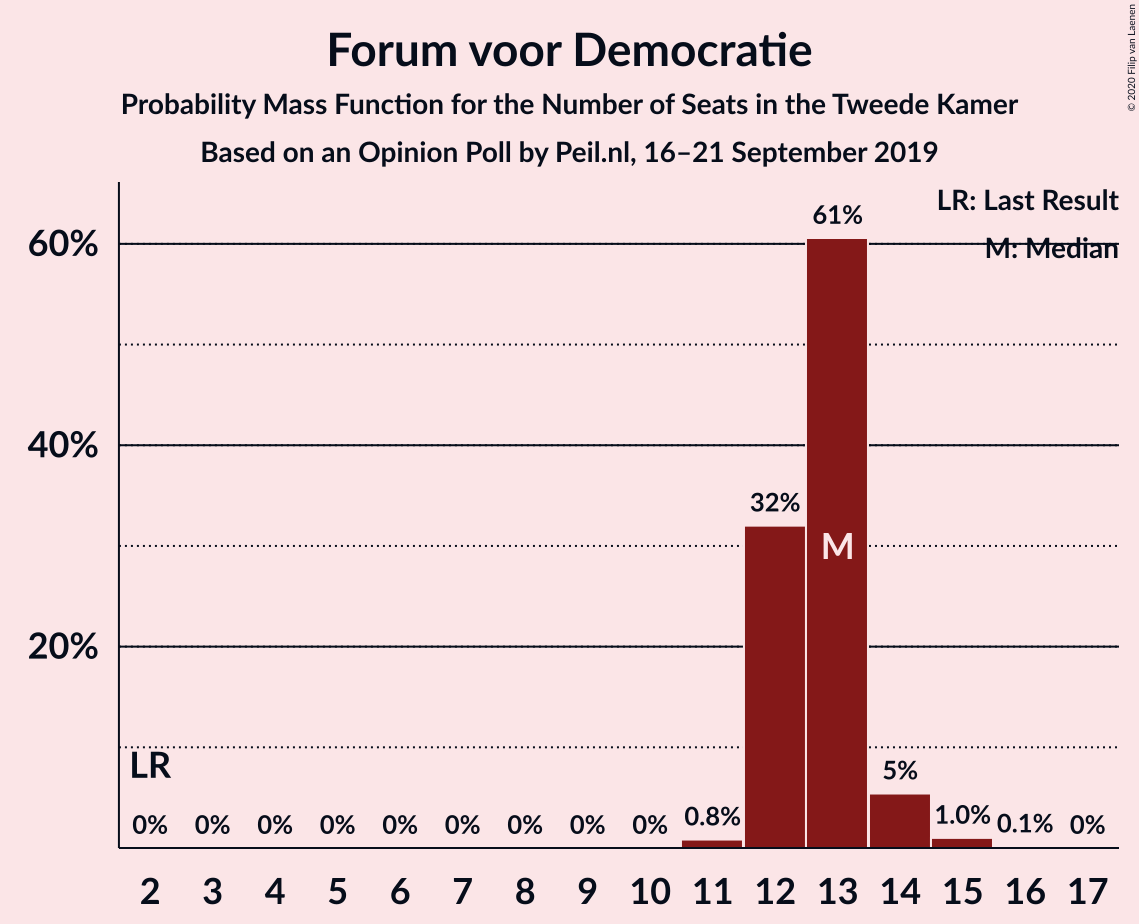 Forum voor Democratie
Probability Mass Function for the Number of Seats in the Tweede Kamer
Based on an Opinion Poll by Peil.nl, 16–21 September 2019
© 2020 Filip van Laenen
LR: Last Result
M: Median
60%
40%
20%
61%
32%
M
LR
5%
0% 0% 0% 0% 0% 0% 0% 0% 0% 0.8% 1.0% 0.1% 0%
2 3 4 5 6 7 8 9 10 11 12 13 14 15 16 17